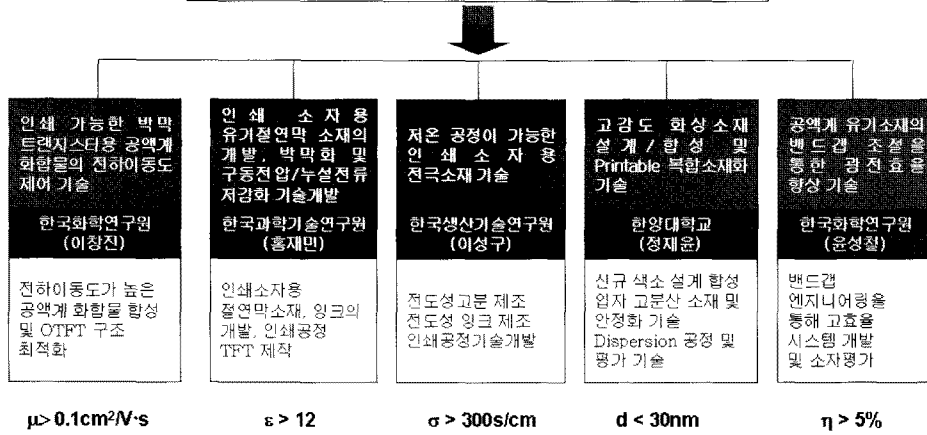 인 쇄 가능한 박막
트랜지스터용 공액계
화합물의 전하이동도
제어 기술
한국화학연구원
(이창진)
전하이동도가 높은
공액계 화합물 합성
및 OTFT 구조
최적화
μ> 0.1cm²/V·s
인 쇄 소 자 용
유기절연막 소재의
개발, 박막화 및
구동전압/누설전류
저감화 기술개발
한국과학기술연구원
(홍재민)
인쇄소자용
절연막소재, 잉크의
개발, 인쇄공정
TFT 제작
ε > 12
저온 공정이 가능한
인 쇄 소 자 용
전극소재 기술
한국생산기술연구원
(이성구)
전도성고분 제조
전도성 잉크 제조
인쇄공정기술개발
σ > 300s/cm
고감도 화상소재
설계/합성 및
Printable 복합소재화
기술
한양대학교
(정재윤)
신규 색소 설계 합성
입자 고분산 소재 및
안정화 기술
Dispersion 공정 및
평가 기술
d < 30nm
공액계 유기소재의
밴드갭 조절을
통한 광전효율
향상 기술
한국화학연구원
(윤성철)
밴드갭
엔지니어링을
통해 고효율
시스템 개발
및 소자평가
η > 5%